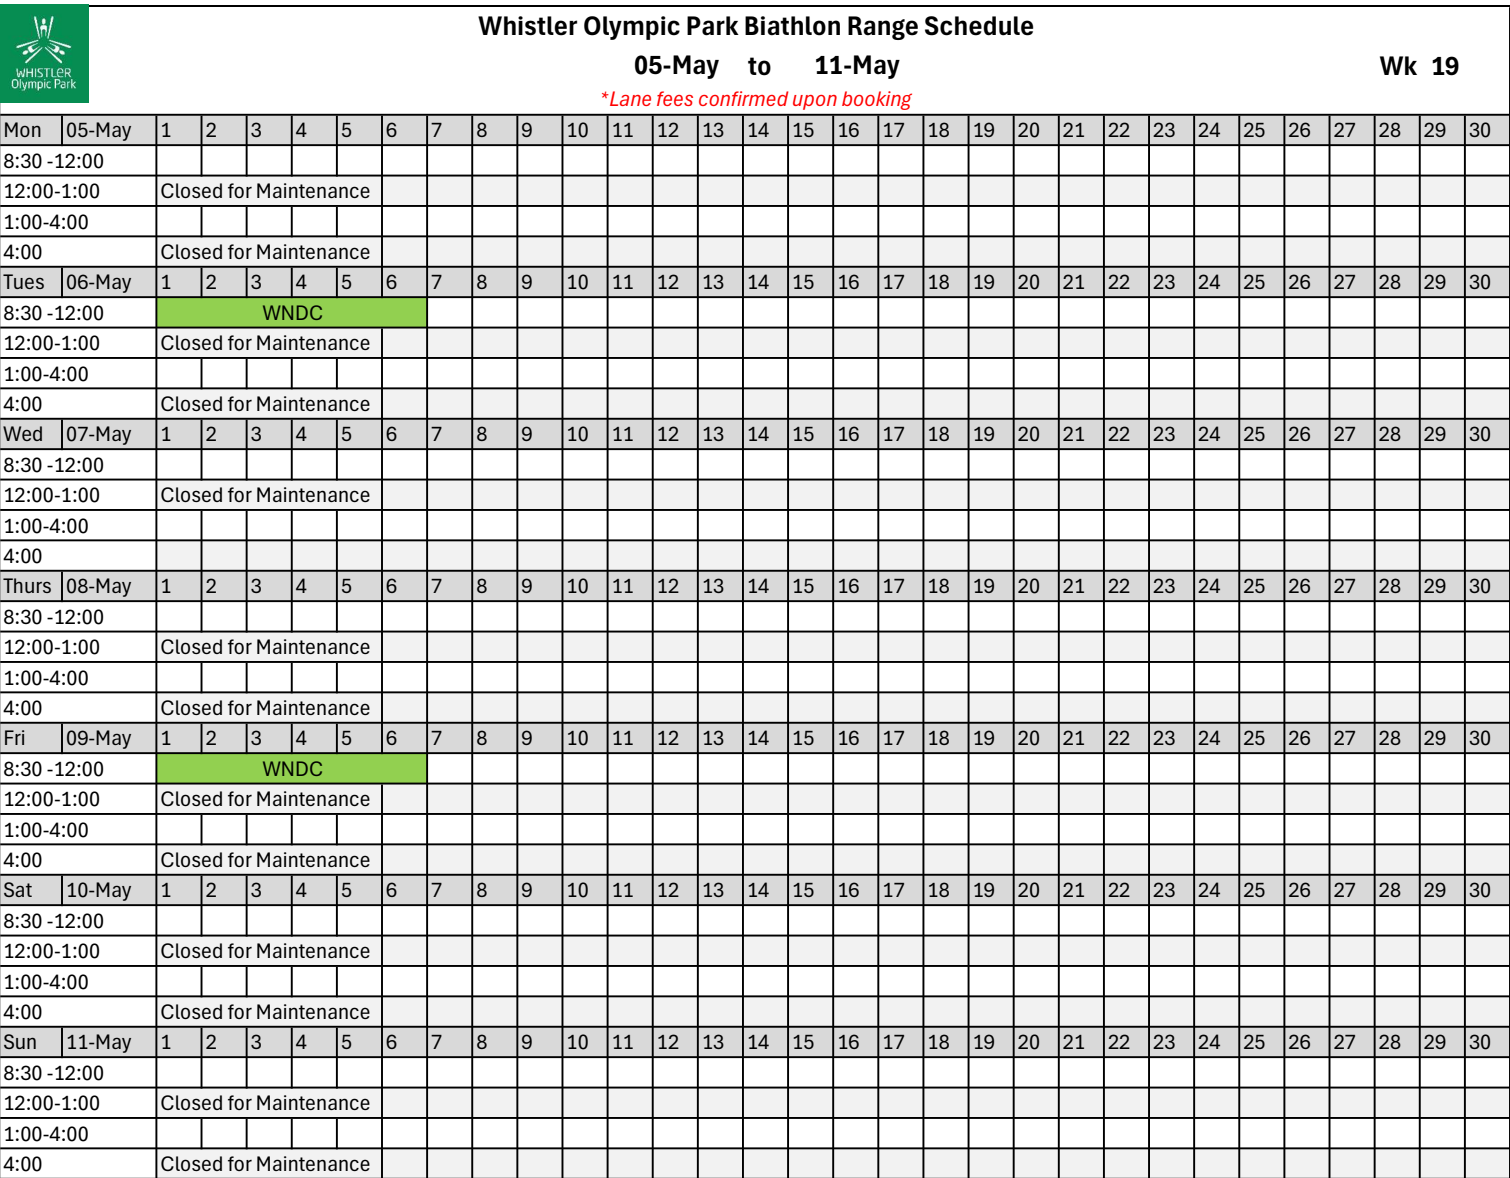 WHISTLER
Olympic Park
Whistler Olympic Park Biathlon Range Schedule
05-May to 11-May Wk 19
*Lane fees confirmed upon booking
Mon 05-May 1 2 3 4 5 6 7 8 9 10 11 12 13 14 15 16 17 18 19 20 21 22 23 24 25 26 27 28 29 30
8:30 -12:00
12:00-1:00 Closed for Maintenance
1:00-4:00
4:00 Closed for Maintenance
Tues 06-May 1 2 3 4 5 6 7 8 9 10 11 12 13 14 15 16 17 18 19 20 21 22 23 24 25 26 27 28 29 30
8:30 -12:00 WNDC
12:00-1:00 Closed for Maintenance
1:00-4:00
4:00 Closed for Maintenance
Wed 07-May 1 2 3 4 5 6 7 8 9 10 11 12 13 14 15 16 17 18 19 20 21 22 23 24 25 26 27 28 29 30
8:30 -12:00
12:00-1:00 Closed for Maintenance
1:00-4:00
4:00
Thurs 08-May 1 2 3 4 5 6 7 8 9 10 11 12 13 14 15 16 17 18 19 20 21 22 23 24 25 26 27 28 29 30
8:30 -12:00
12:00-1:00 Closed for Maintenance
1:00-4:00
4:00 Closed for Maintenance
Fri 09-May 1 2 3 4 5 6 7 8 9 10 11 12 13 14 15 16 17 18 19 20 21 22 23 24 25 26 27 28 29 30
8:30 -12:00 WNDC
12:00-1:00 Closed for Maintenance
1:00-4:00
4:00 Closed for Maintenance
Sat 10-May 1 2 3 4 5 6 7 8 9 10 11 12 13 14 15 16 17 18 19 20 21 22 23 24 25 26 27 28 29 30
8:30 -12:00
12:00-1:00 Closed for Maintenance
1:00-4:00
4:00 Closed for Maintenance
Sun 11-May 1 2 3 4 5 6 7 8 9 10 11 12 13 14 15 16 17 18 19 20 21 22 23 24 25 26 27 28 29 30
8:30 -12:00
12:00-1:00 Closed for Maintenance
1:00-4:00
4:00 Closed for Maintenance